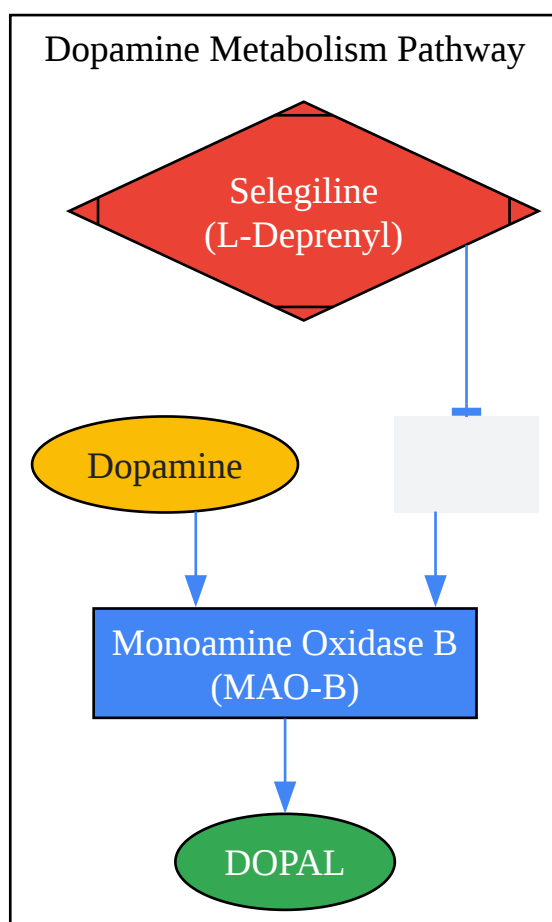 Dopamine Metabolism Pathway
Selegiline
(L-Deprenyl)
Dopamine
Monoamine Oxidase B
(MAO-B)
DOPAL